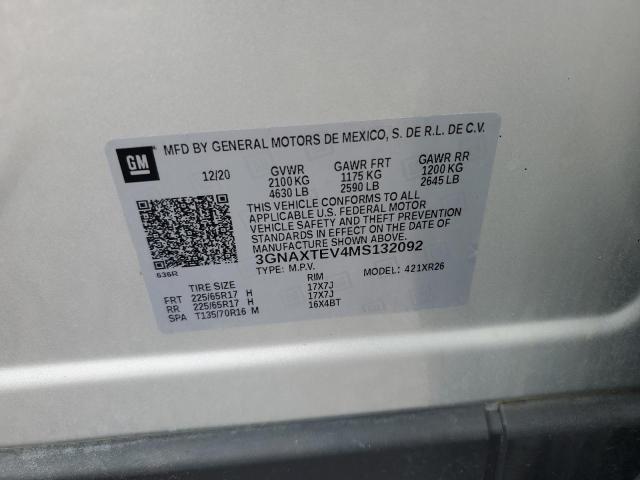 GM
MFD BY GENERAL MOTORS DE MEXICO, S. DE R.L. DE C.V.
12/20 GVWR GAWR FRT GAWR RR
2100 KG 1175 KG 1200 KG
4630 LB 2590 LB 2645 LB
THIS VEHICLE CONFORMS TO ALL
APPLICABLE U.S. FEDERAL MOTOR
VEHICLE SAFETY AND THEFT PREVENTION
STANDARDS IN EFFECT ON THE DATE OF
MANUFACTURE SHOWN ABOVE.
3GNAXTEV4MS132092
636R TYPE: M.P.V. MODEL: 421XR26
TIRE SIZE RIM
FRT 225/65R17 H 17X7J
RR 225/65R17 H 17X7J
SPA T135/70R16 M 16X4BT